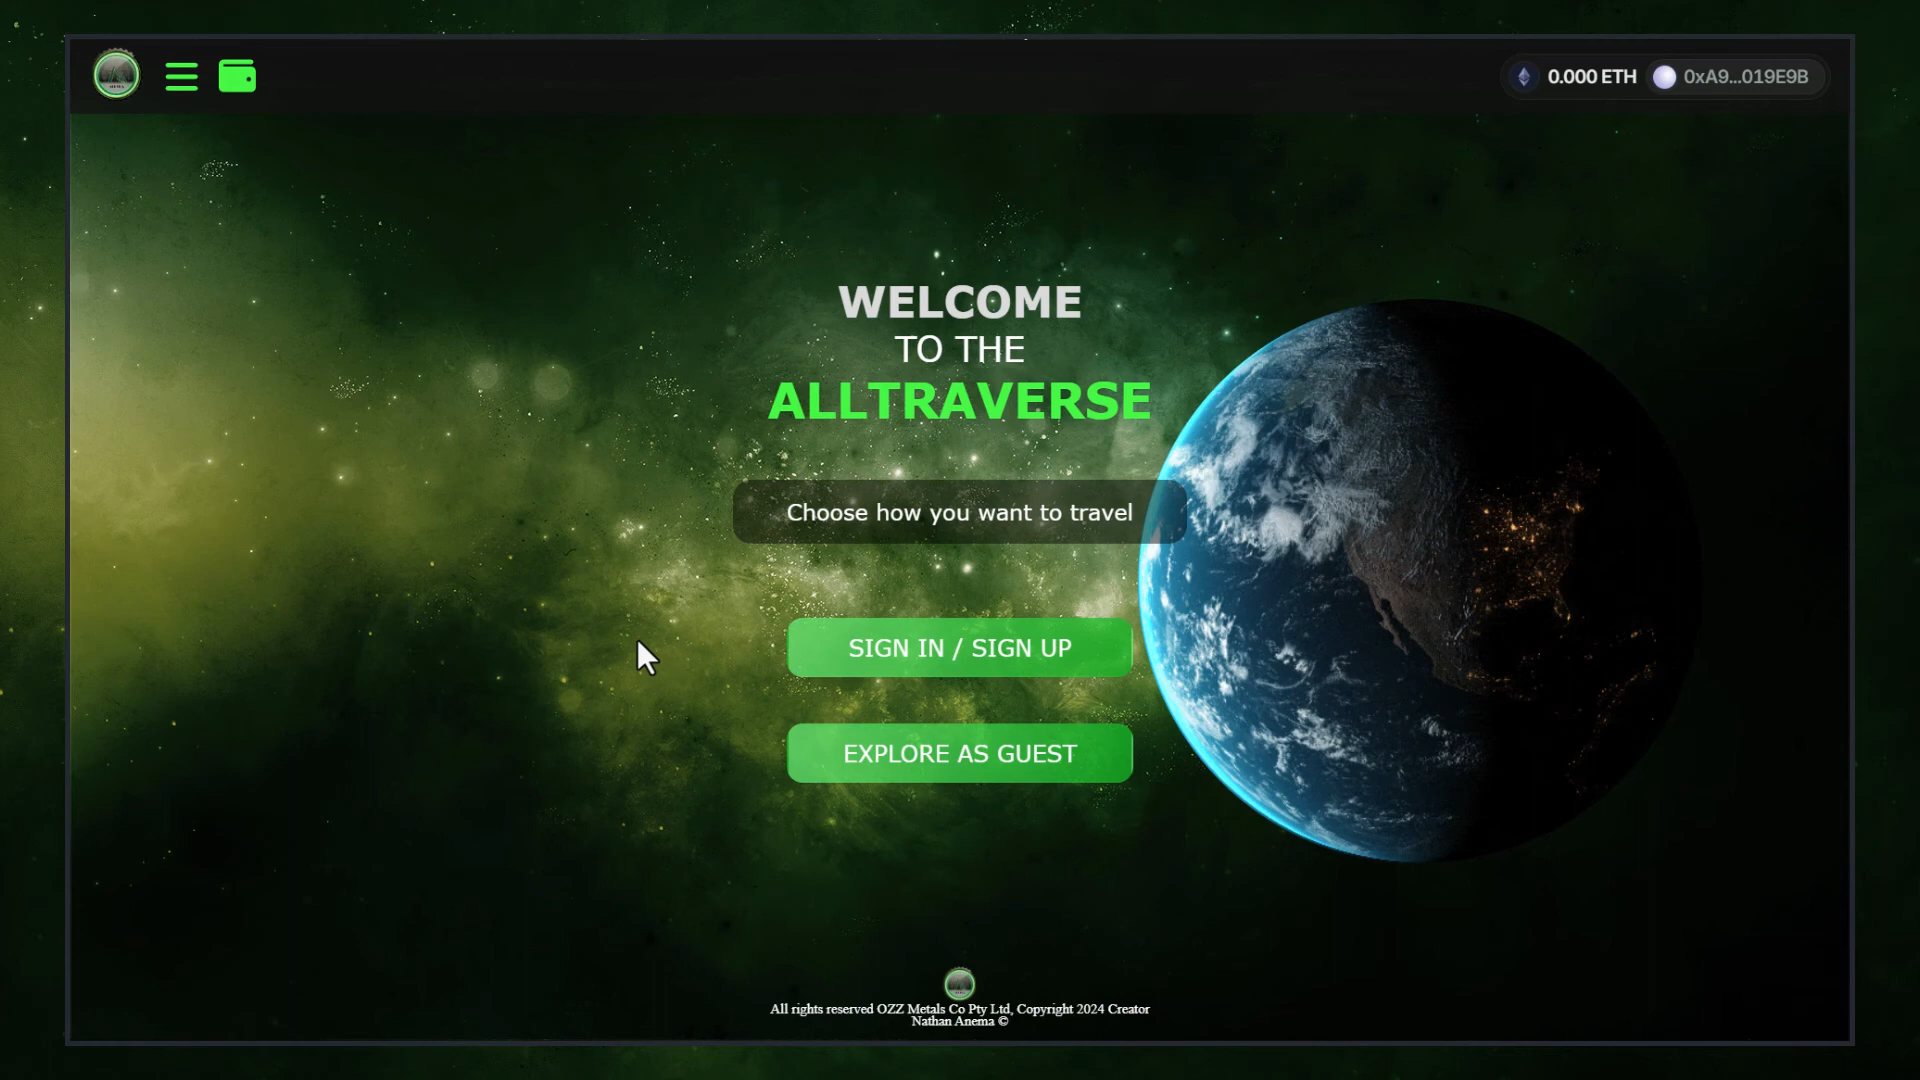 0.000 ETH
0xA9...019E9B
WELCOME
TO THE
ALLTRAVERSE
Choose how you want to travel
SIGN IN / SIGN UP
EXPLORE AS GUEST
All rights reserved OZZ Metals Co Pty Ltd, Copyright 2024 Creator
Nathan Anema ©